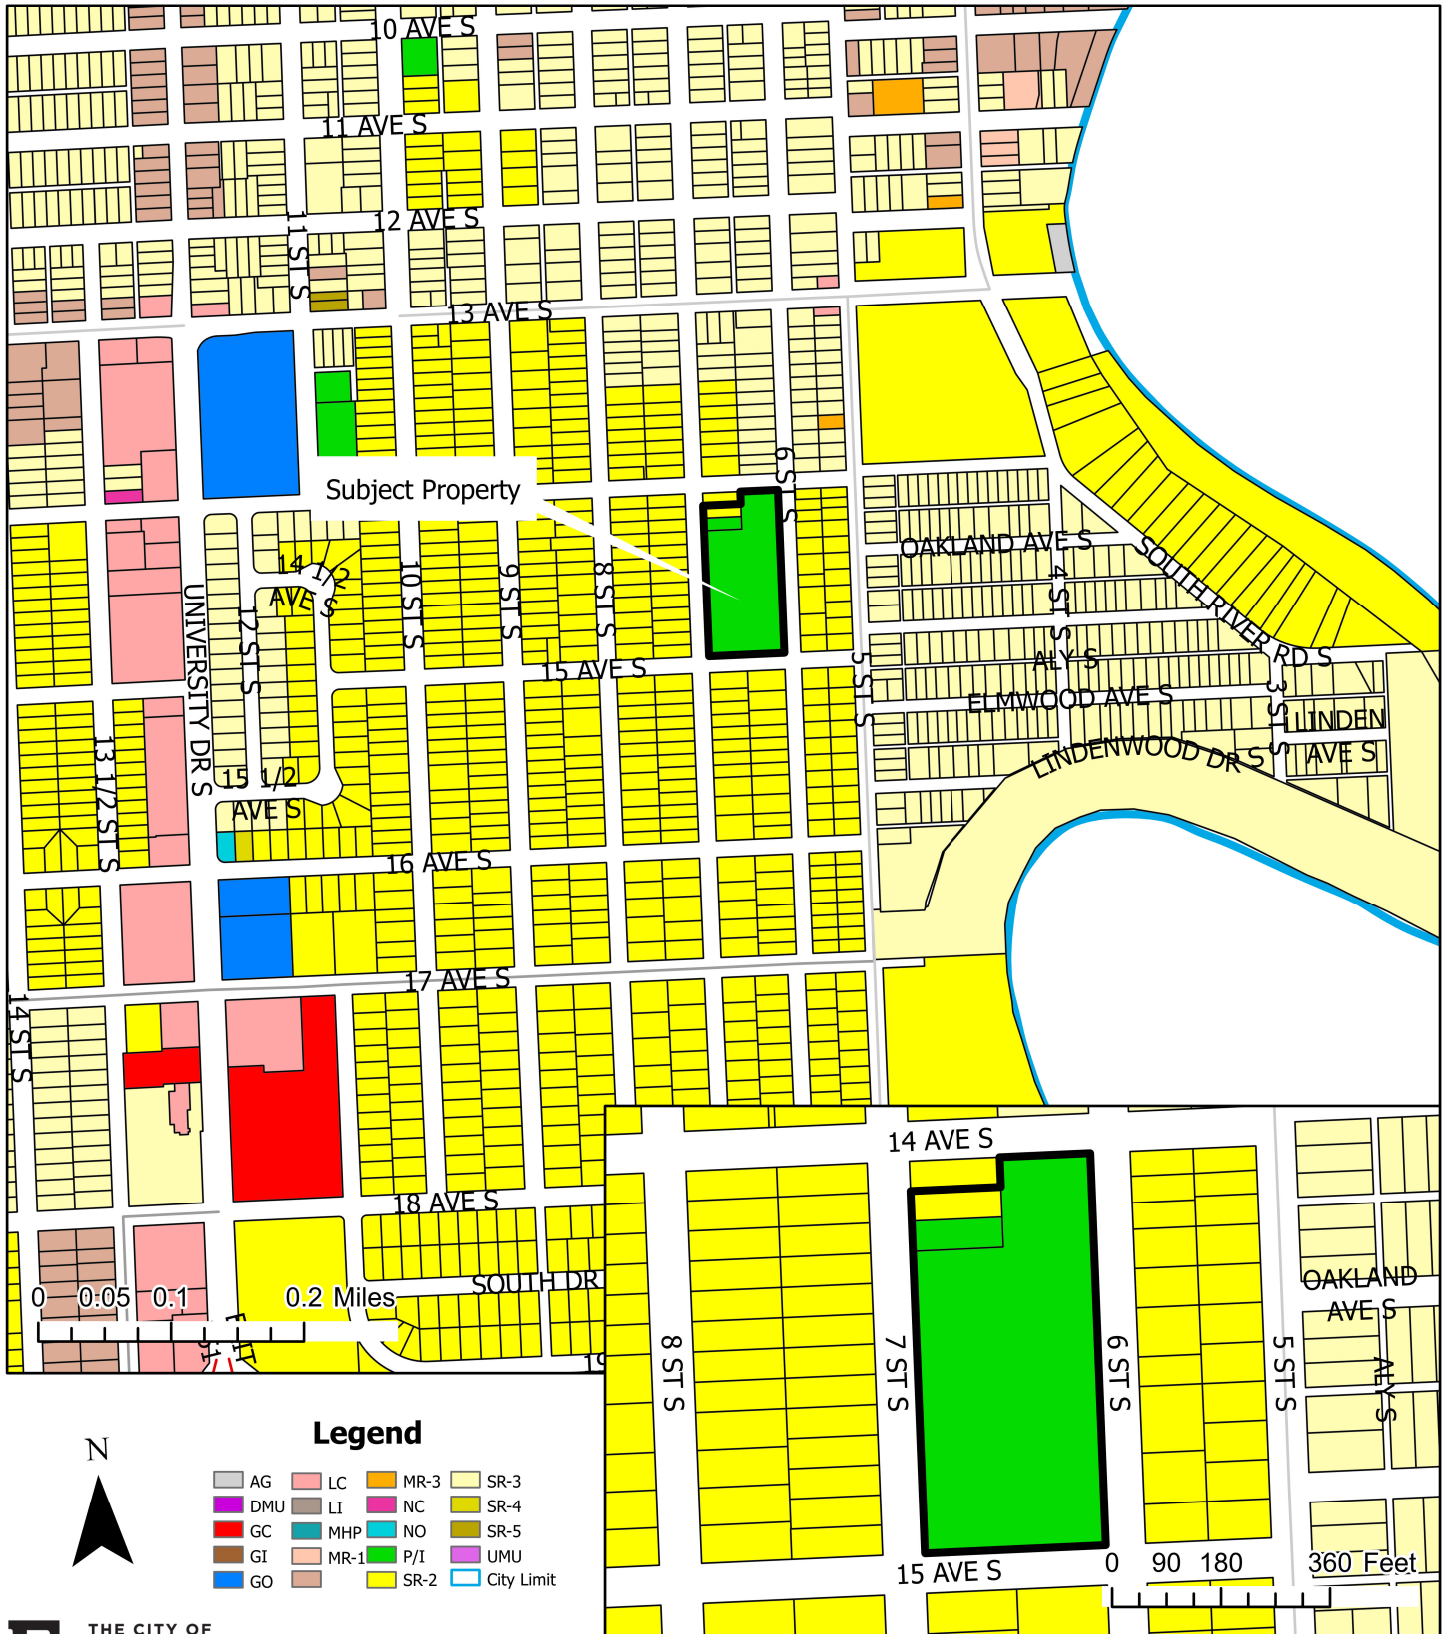 10 AVE S
11 AVE S
12 AVE S
11 ST S
13 AVE S
6 ST S
Subject Property
OAKLAND AVE S
SOUTH RIVER RD S
14 1/2
AVE S
4 ST S
10 ST S
9 ST S
8 ST S
UNIVERSITY DR S
12 ST S
15 AVE S
5 ST S
ALY S
3 ST S
ELMWOOD AVE S
LINDEN
AVE S
LINDENWOOD DR S
13 1/2 ST S
15 1/2
AVE S
16 AVE S
17 AVE S
14 ST S
18 AVE S
SOUTH DR
0 0.05 0.1 0.2 Miles
19
14 AVE S
OAKLAND
AVE S
8 ST S
7 ST S
6 ST S
5 ST S
ALY S
15 AVE S
0 90 180 360 Feet
N
Legend
AG LC MR-3 SR-3
DMU LI NC SR-4
GC MHP NO SR-5
GI MR-1 P/I UMU
GO SR-2 City Limit
THE CITY OF